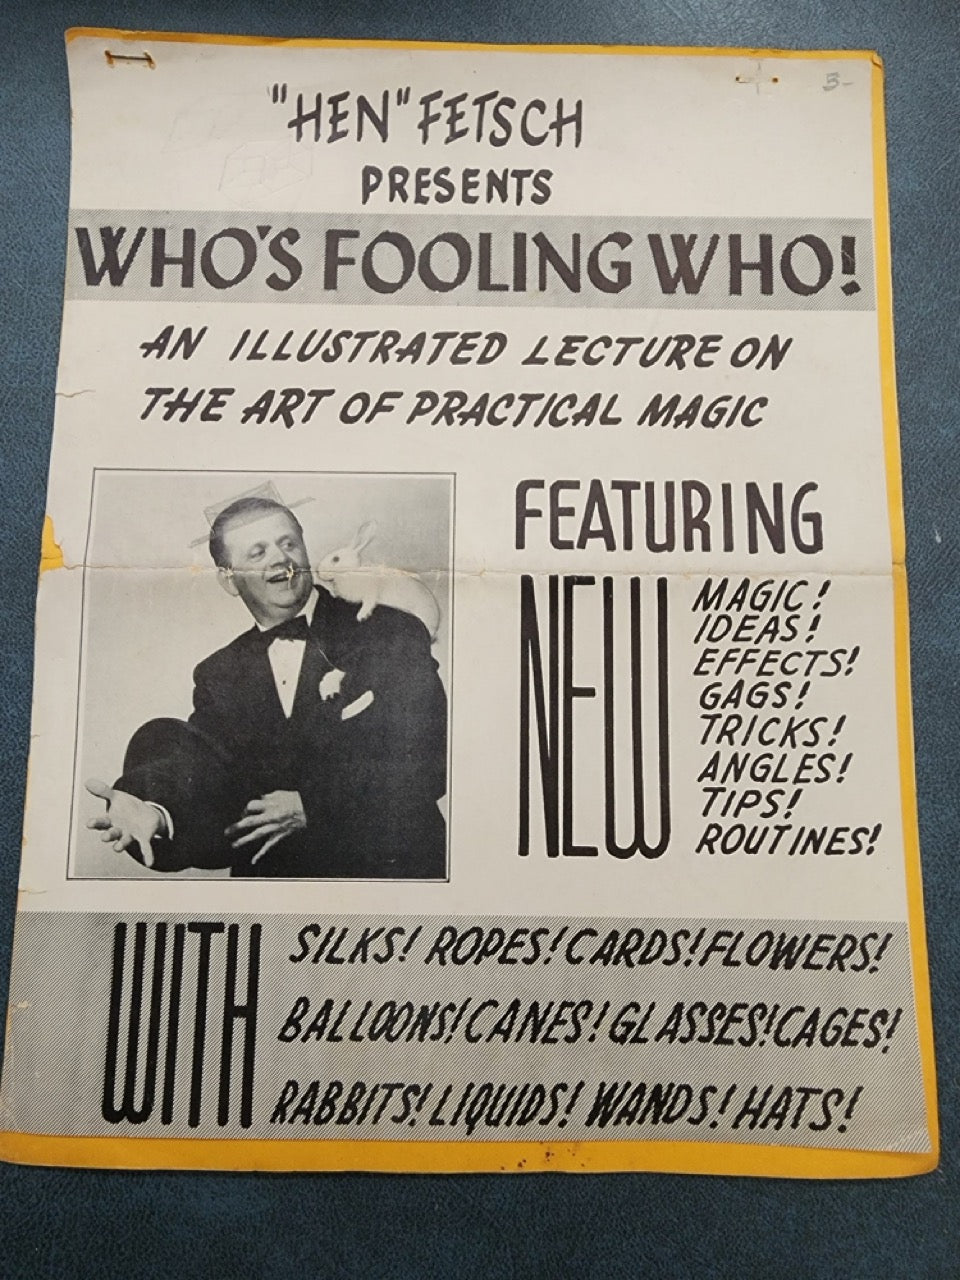 3-
"HEN" FETSCH
PRESENTS
WHO'S FOOLING WHO!
AN ILLUSTRATED LECTURE ON
THE ART OF PRACTICAL MAGIC
FEATURING
NEW
MAGIC!
IDEAS!
EFFECTS!
GAGS!
TRICKS!
ANGLES!
TIPS!
ROUTINES!
WITH
SILKS! ROPES! CARDS! FLOWERS!
BALLOONS! CANES! GLASSES! CAGES!
RABBITS! LIQUIDS! WANDS! HATS!